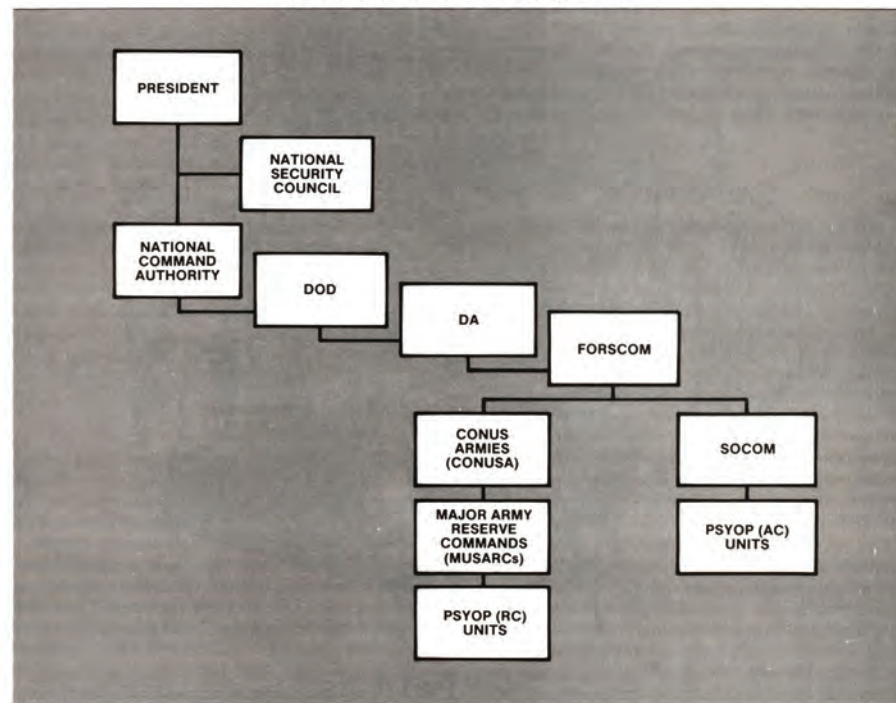 PRESIDENT
NATIONAL
SECURITY
COUNCIL
NATIONAL
COMMAND
AUTHORITY
DOD
DA
FORSCOM
CONUS
ARMIES
(CONUSA)
SOCOM
MAJOR ARMY
RESERVE
COMMANDS
(MUSARCs)
PSYOP (AC)
UNITS
PSYOP (RC)
UNITS